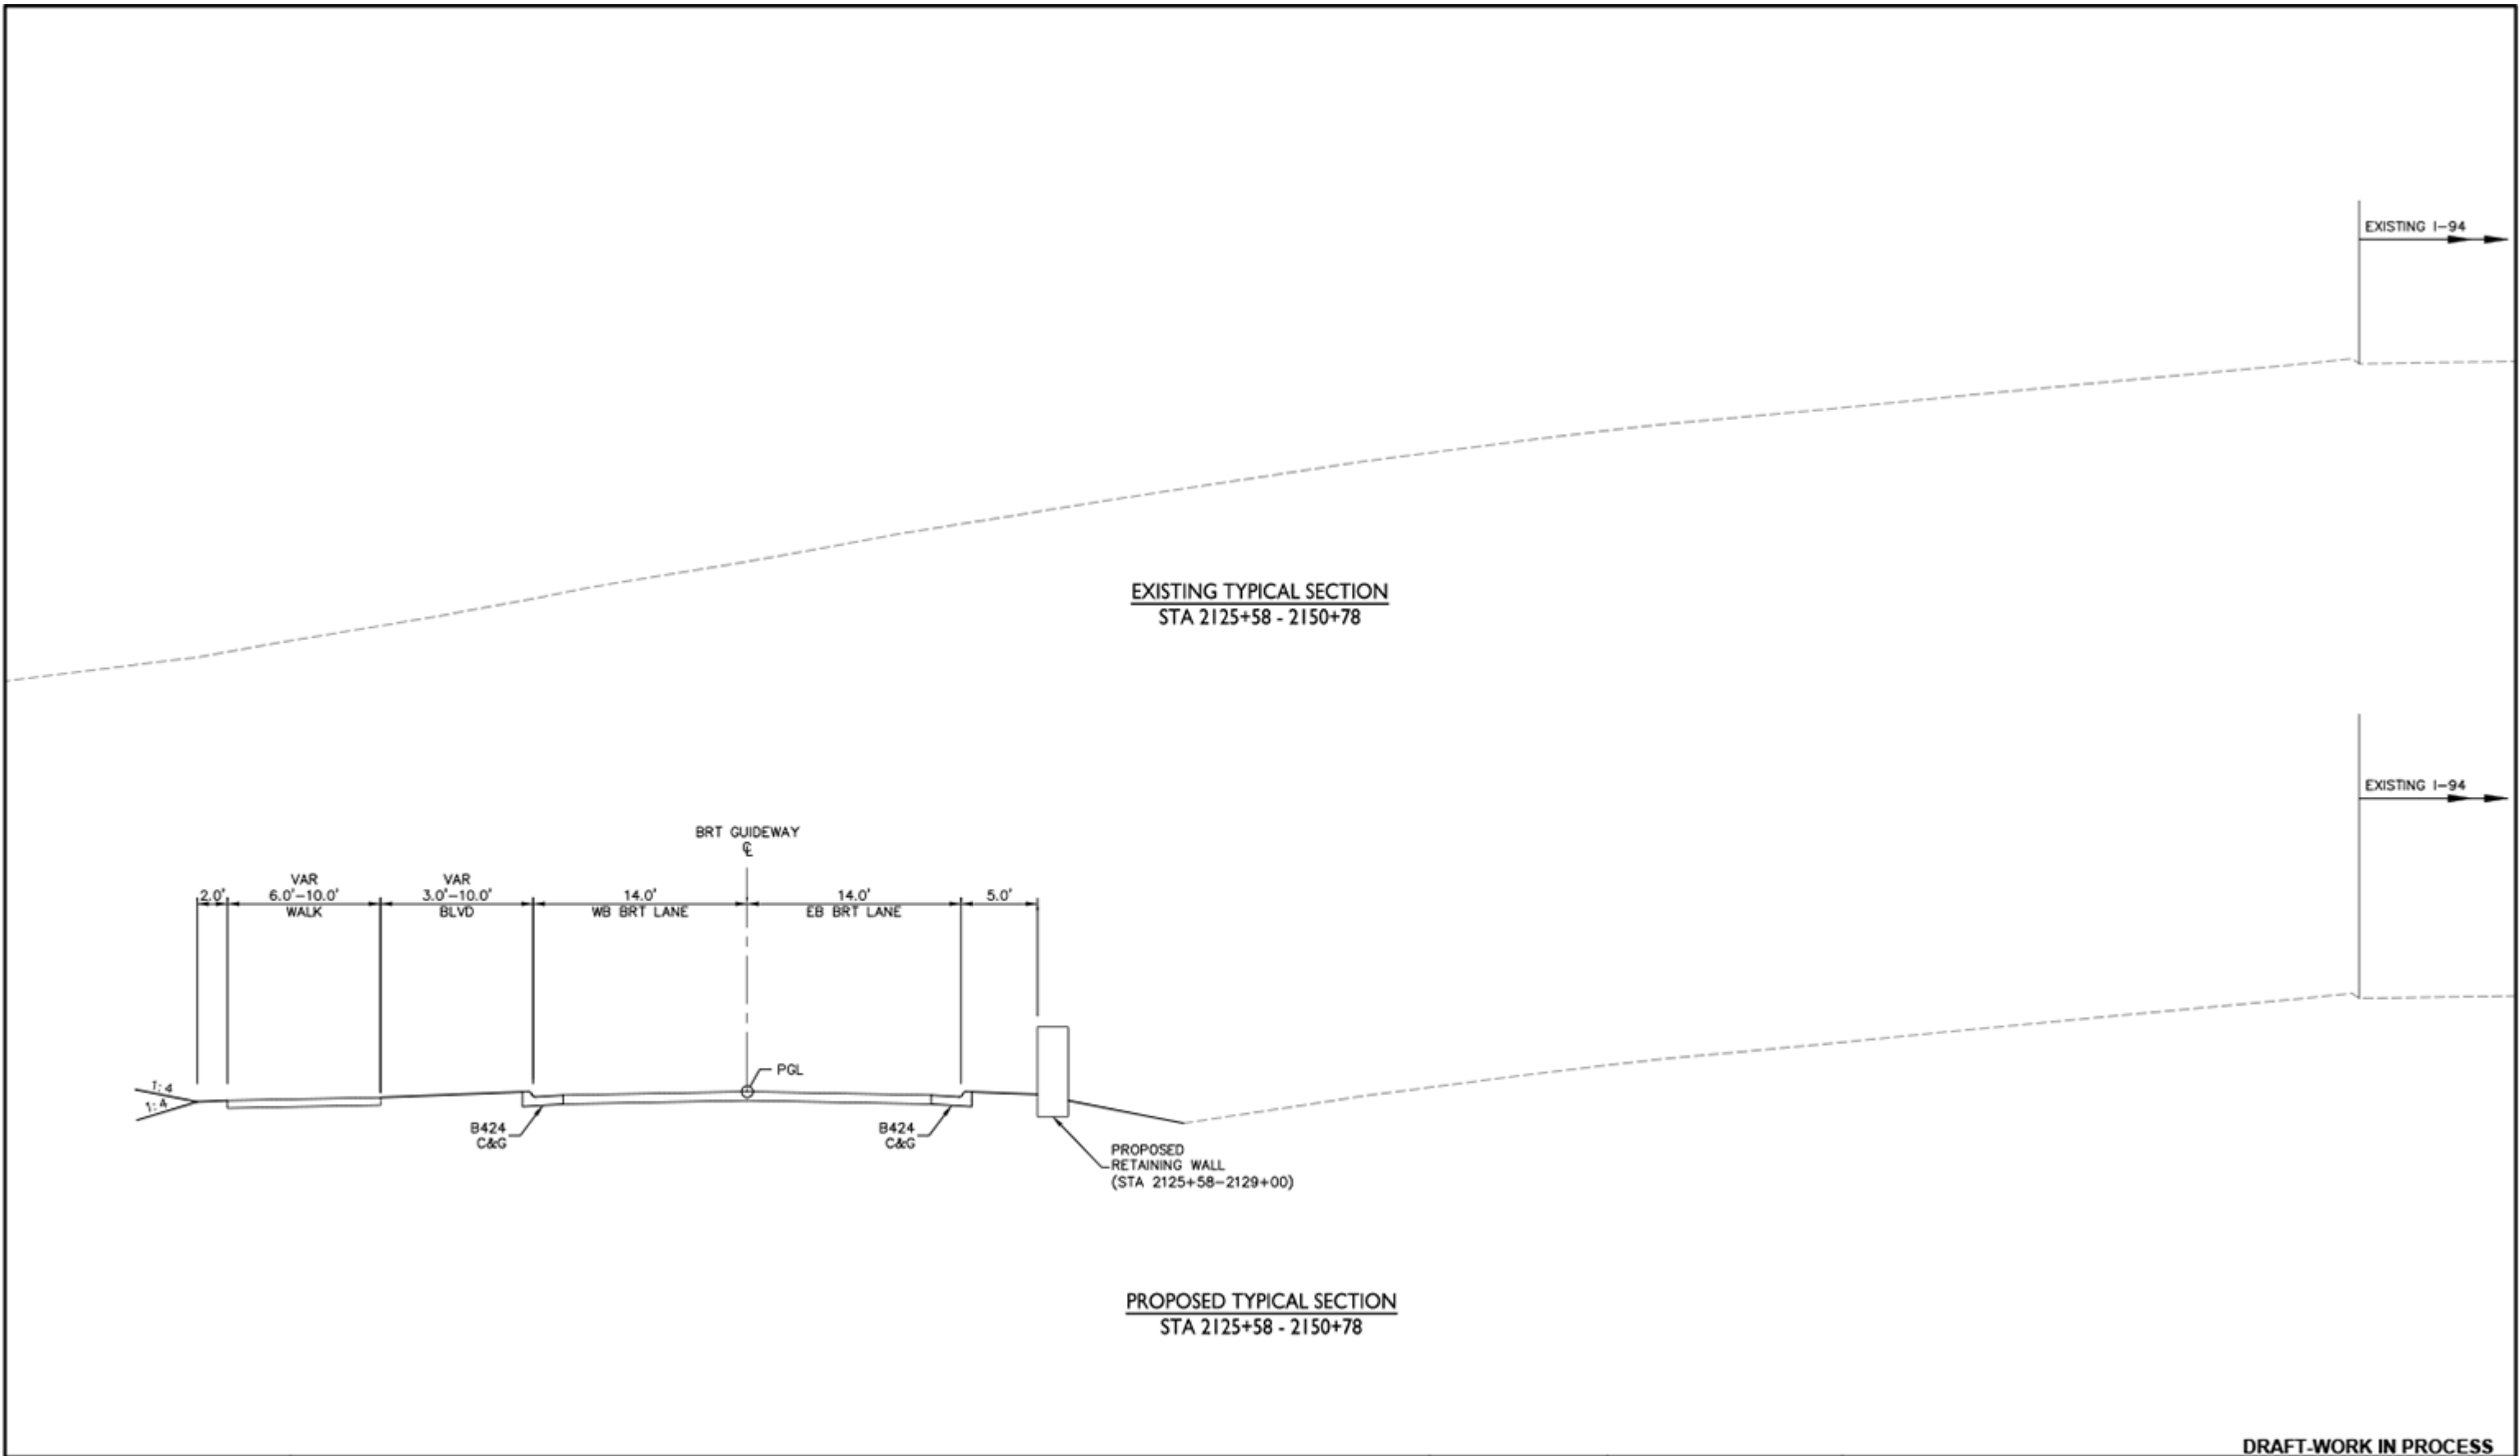 EXISTING I-94
EXISTING TYPICAL SECTION
STA 2125+58 - 2150+78
EXISTING I-94
BRT GUIDEWAY
℄
2.0'
VAR
6.0'-10.0'
WALK
VAR
3.0'-10.0'
BLVD
14.0'
WB BRT LANE
14.0'
EB BRT LANE
5.0'
PGL
1:4
1:4
B424
C&G
B424
C&G
PROPOSED
RETAINING WALL
(STA 2125+58-2129+00)
PROPOSED TYPICAL SECTION
STA 2125+58 - 2150+78
DRAFT-WORK IN PROCESS